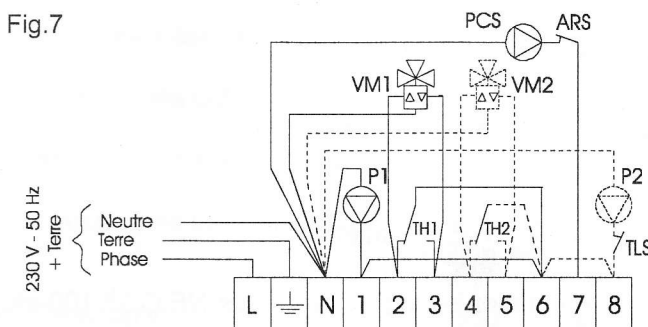 Fig.7
PCS
ARS
VM1
VM2
P1
P2
TH1
TH2
TLS
230 V - 50 Hz
+ Terre
Neutre
Terre
Phase
L N 1 2 3 4 5 6 7 8